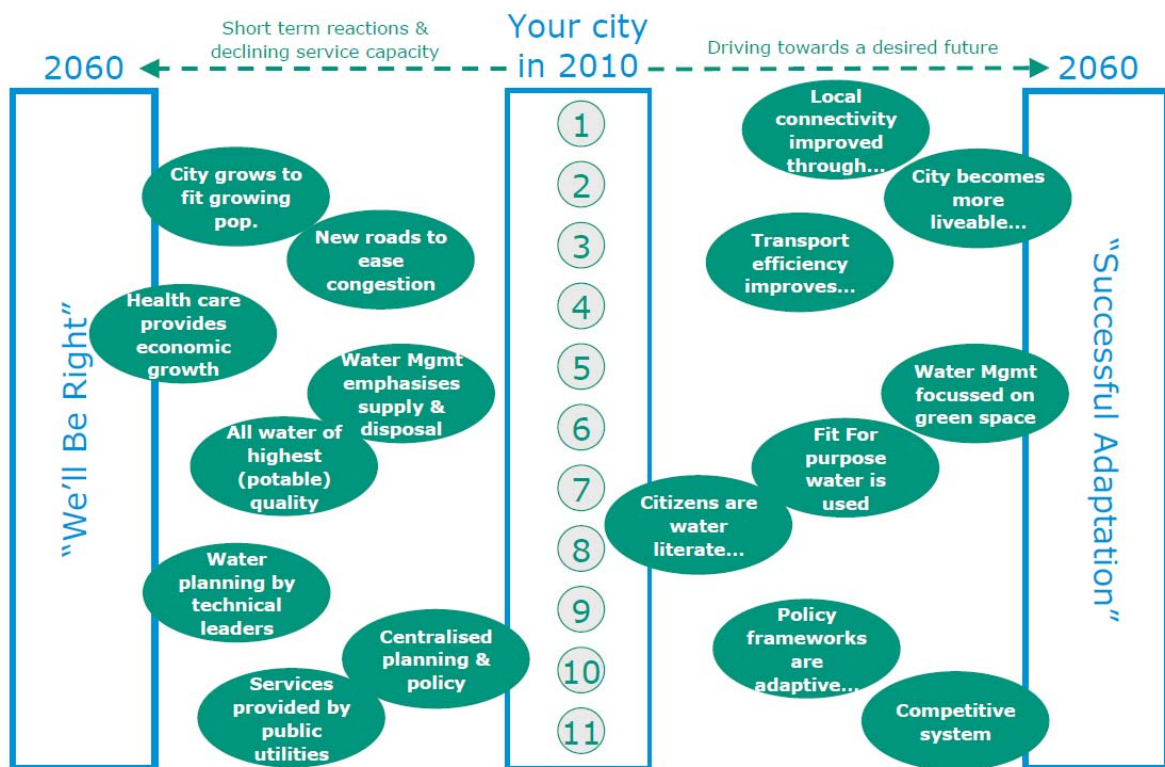 Short term reactions &
declining service capacity
Your city
in 2010
Driving towards a desired future
2060
2060
“We’ll Be Right”
City grows to
fit growing
pop.
New roads to
ease
congestion
Health care
provides
economic
growth
Water Mgmt
emphasises
supply &
disposal
All water of
highest
(potable)
quality
Water
planning by
technical
leaders
Centralised
planning &
policy
Services
provided by
public
utilities
1
2
3
4
5
6
7
8
9
10
11
Local
connectivity
improved
through...
City becomes
more
liveable...
Transport
efficiency
improves...
Water Mgmt
focussed on
green space
Fit For
purpose
water is
used
Citizens are
water
literate...
Policy
frameworks
are
adaptive...
Competitive
system
“Successful Adaptation”